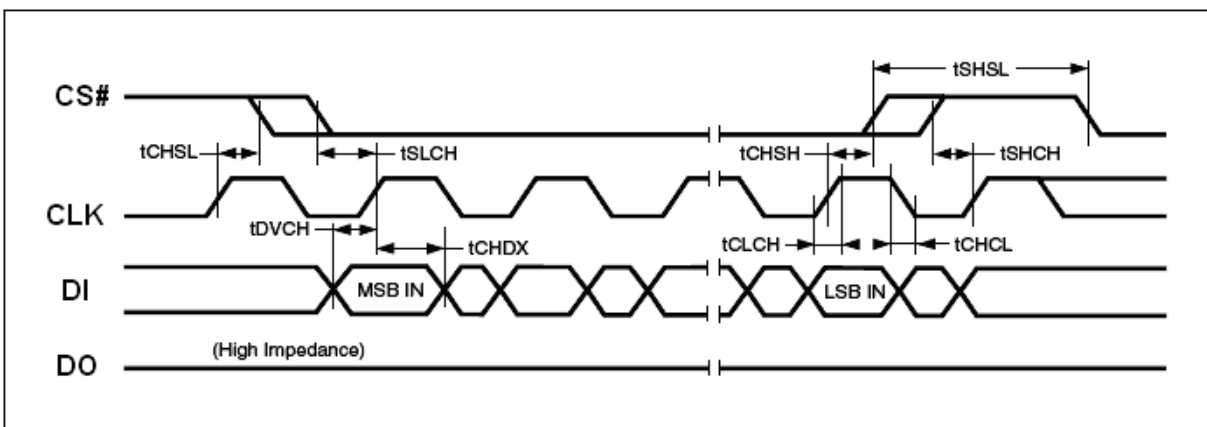 tSHSL
CS#
tCHSL
tSLCH
tCHSH
tSHCH
CLK
tDVCH
tCHDX
tCLCH
tCHCL
DI
MSB IN
LSB IN
(High Impedance)
DO